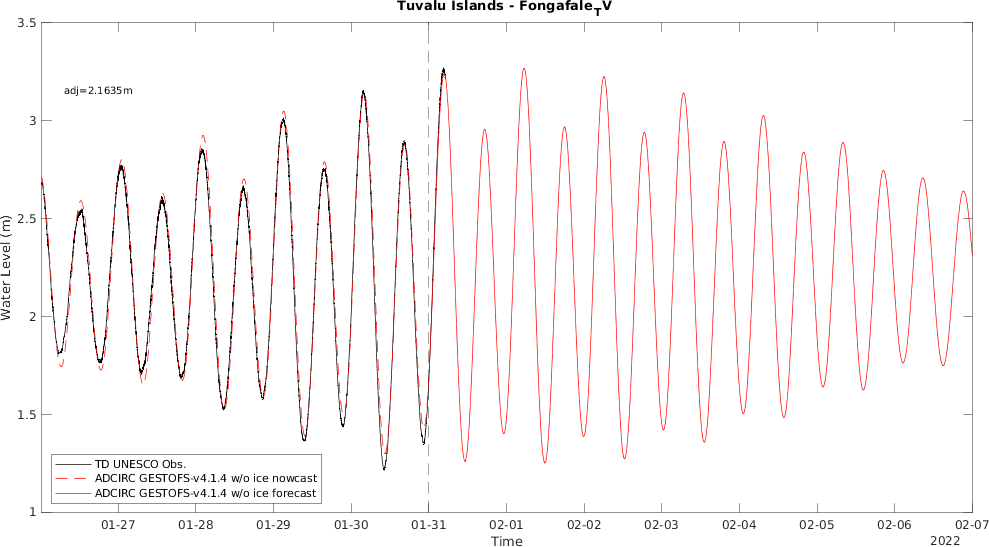 Tuvalu Islands - Fongafale_TV
adj=2.1635m
3.5
3
2.5
2
1.5
1
Water Level (m)
TD UNESCO Obs.
ADCIRC GESTOFS-v4.1.4 w/o ice nowcast
ADCIRC GESTOFS-v4.1.4 w/o ice forecast
01-27 01-28 01-29 01-30 01-31 02-01 02-02 02-03 02-04 02-05 02-06 02-07
Time
2022